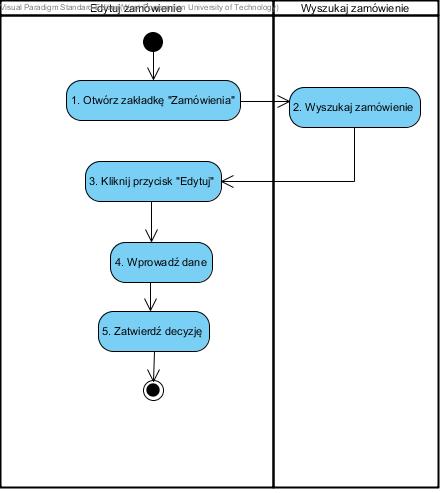 Visual Paradigm Standard University of Technology)
Edytuj zamówienie
Wyszukaj zamówienie
1. Otwórz zakładkę "Zamówienia"
2. Wyszukaj zamówienie
3. Kliknij przycisk "Edytuj"
4. Wprowadź dane
5. Zatwierdź decyzję